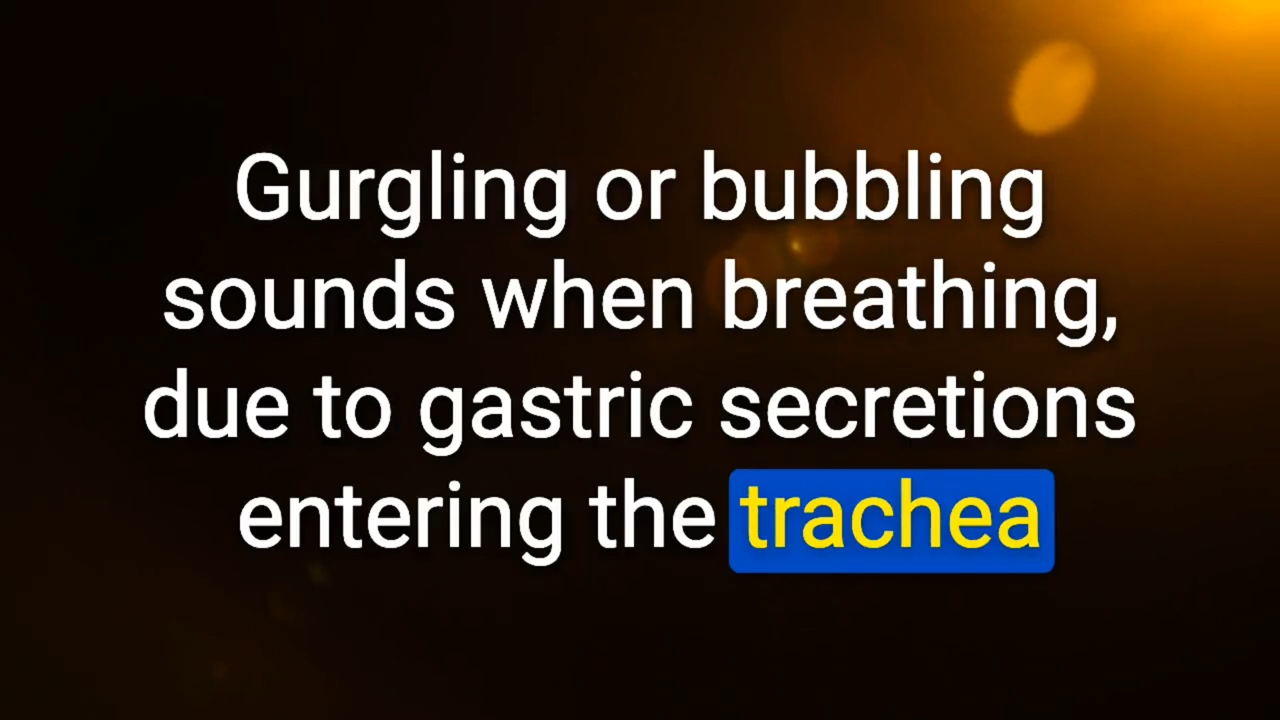 Gurgling or bubbling
sounds when breathing,
due to gastric secretions
entering the trachea